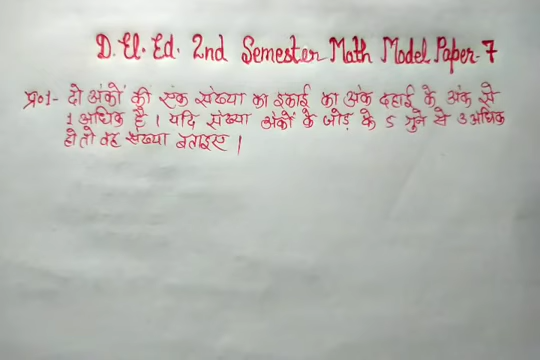 D. El. Ed. 2nd Semester Math Model Paper-7
प्र०1- दो अंकों की एक संख्या का इकाई का अंक दहाई के अंक से
1 अधिक है । यदि संख्या अंकों के जोड़ के 5 गुने से 3 अधिक
हो तो वह संख्या बताइए ।